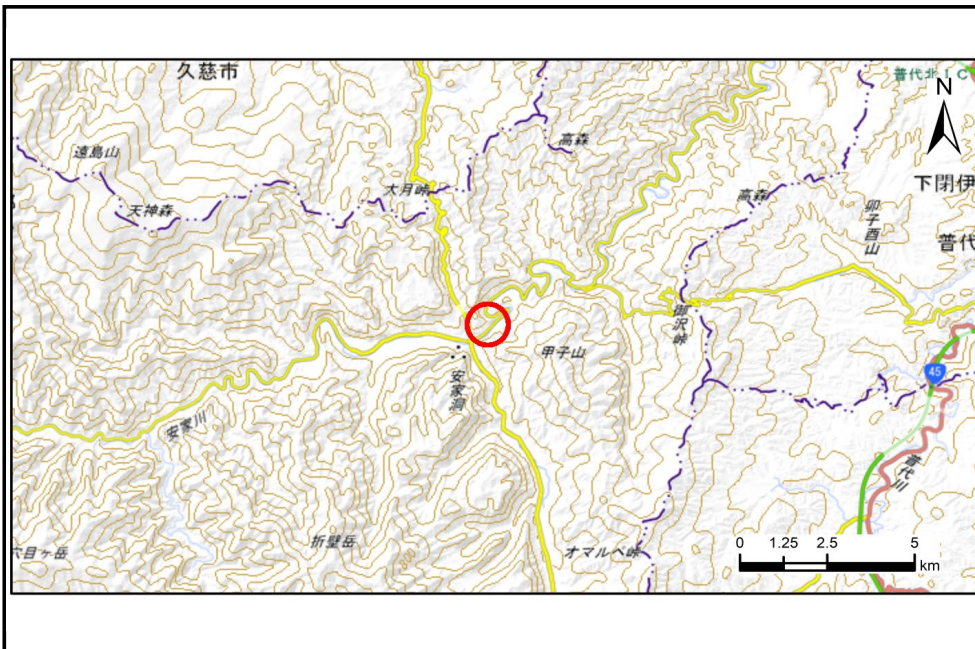 久慈市
普代北IC
N
遠島山
高森
大月峠
天神森
高森
下閉伊
卯子酉山
普代
御沢峠
甲子山
安家洞
45
安家川
普代川
折壁岳
オマルペ峠
穴目ヶ岳
0 1.25 2.5 5
km